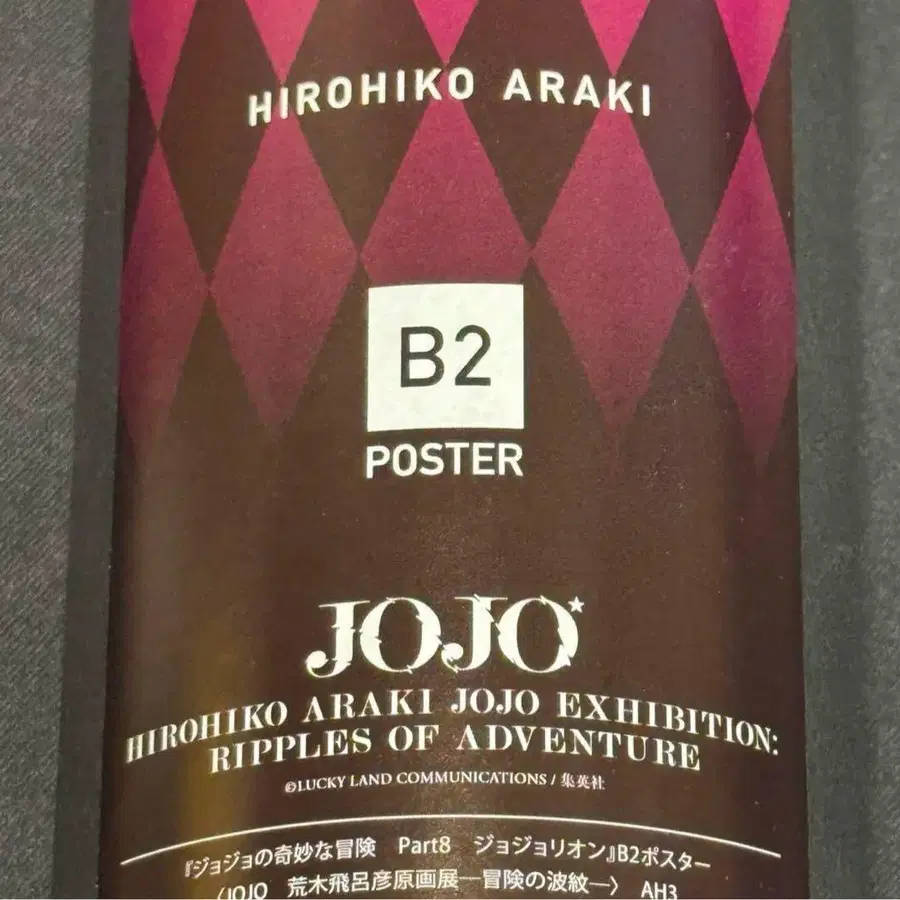 HIROHIKO ARAKI
B2
POSTER
JOJO
HIROHIKO ARAKI JOJO EXHIBITION:
RIPPLES OF ADVENTURE
©LUCKY LAND COMMUNICATIONS / 集英社
『ジョジョの奇妙な冒険 Part8 ジョジョリオン』B2ポスター
〈JOJO 荒木飛呂彦原画展─冒険の波紋─〉 AH3